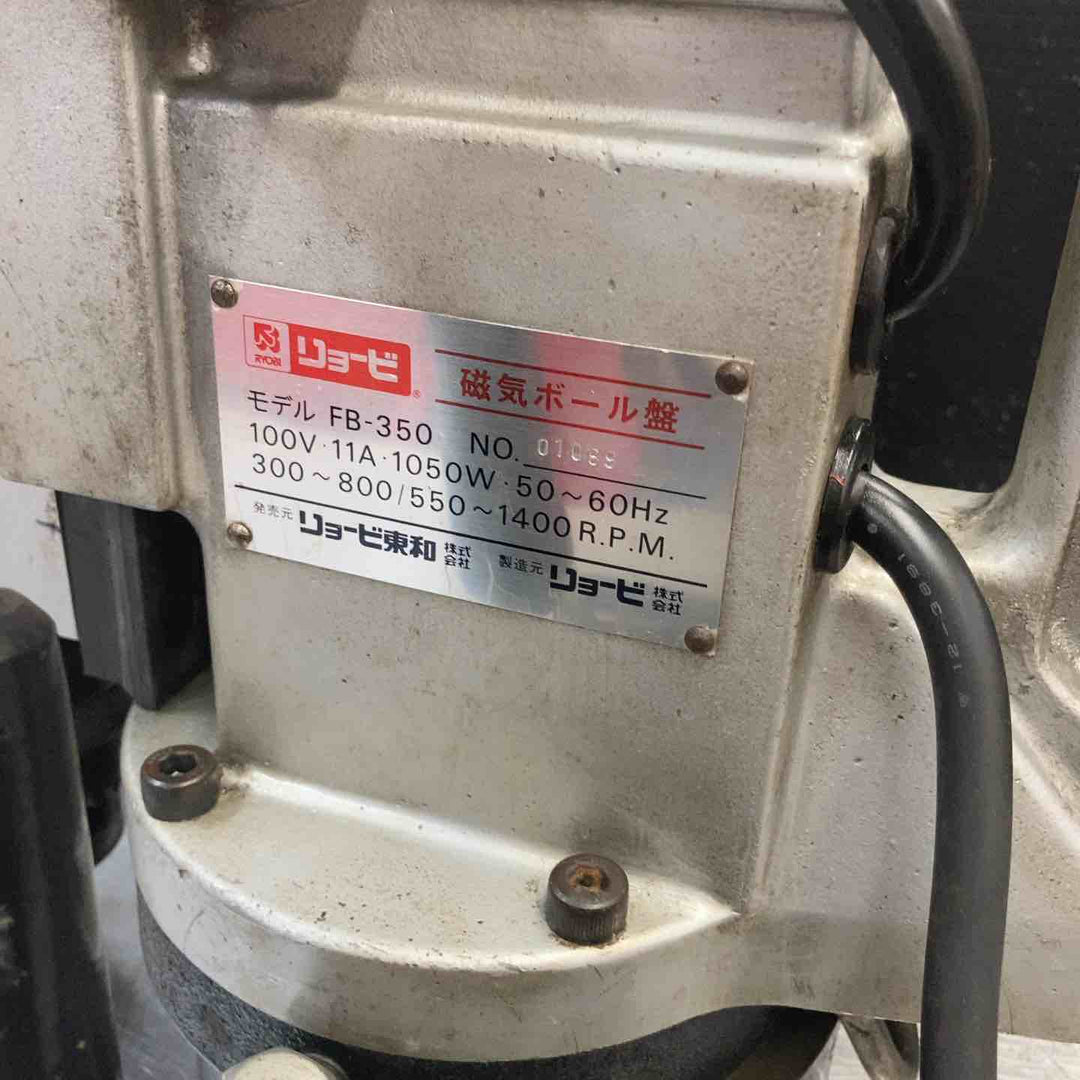 RYOBI リョービ® 磁気ボール盤
モデル FB-350 NO.
100V·11A·1050W·50~60Hz
300~800/550~1400R.P.M.
発売元 リョービ東和 株式会社 製造元 リョービ 株式会社